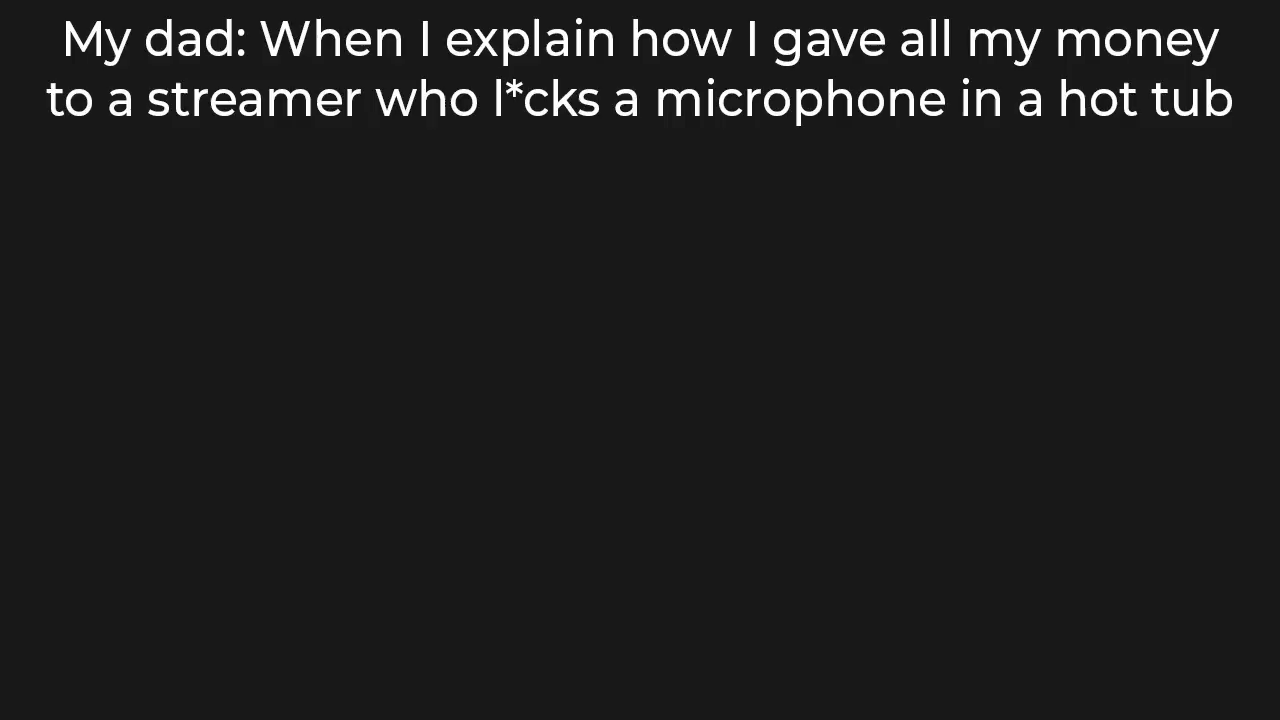 My dad: When I explain how I gave all my money
to a streamer who l*cks a microphone in a hot tub